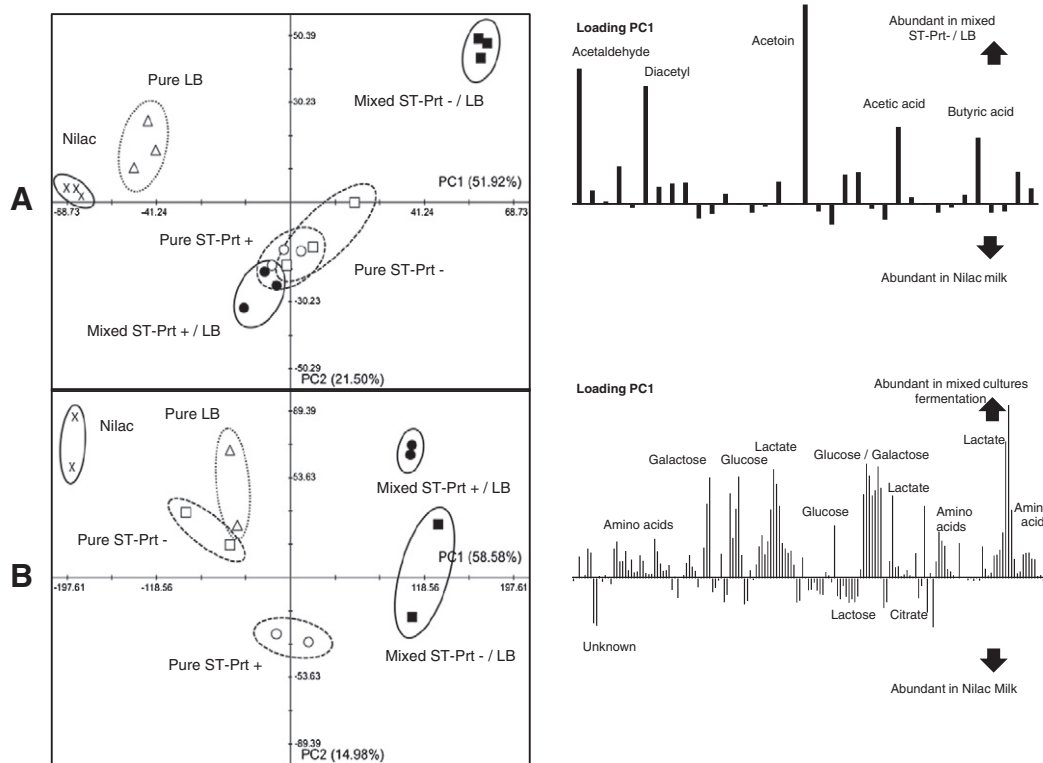 A
50.39
Pure LB
30.23
Mixed ST-Prt - / LB
Nilac
PC1 (51.92%)
-68.73
-41.24
41.24
68.73
Pure ST-Prt +
Pure ST-Prt -
-30.23
Mixed ST-Prt + / LB
-50.29
PC2 (21.50%)
Loading PC1
Acetoin
Abundant in mixed
ST-Prt- / LB
Acetaldehyde
Diacetyl
Acetic acid
Butyric acid
Abundant in Nilac milk
B
69.39
Nilac
Pure LB
53.63
Mixed ST-Prt + / LB
Pure ST-Prt -
PC1 (58.58%)
-197.61
-118.56
118.56
197.61
Pure ST-Prt +
Mixed ST-Prt - / LB
-53.63
-89.39
PC2 (14.98%)
Loading PC1
Abundant in mixed cultures
fermentation
Lactate
Lactate
Galactose
Glucose
Glucose / Galactose
Lactate
Glucose
Amino acids
Amino
acids
Amin
acid
Lactose
Citrate
Unknown
Abundant in Nilac Milk